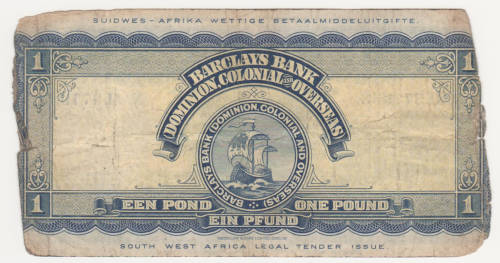 SUIDWES-AFRIKA WETTIGE BETAALMIDDELUITGIFTE.
1 1
BARCLAYS BANK
(DOMINION, COLONIAL AND OVERSEAS)
BARCLAYS BANK (DOMINION, COLONIAL AND OVERSEAS)
EEN POND ONE POUND
1 EIN PFUND 1
SOUTH WEST AFRICA LEGAL TENDER ISSUE.